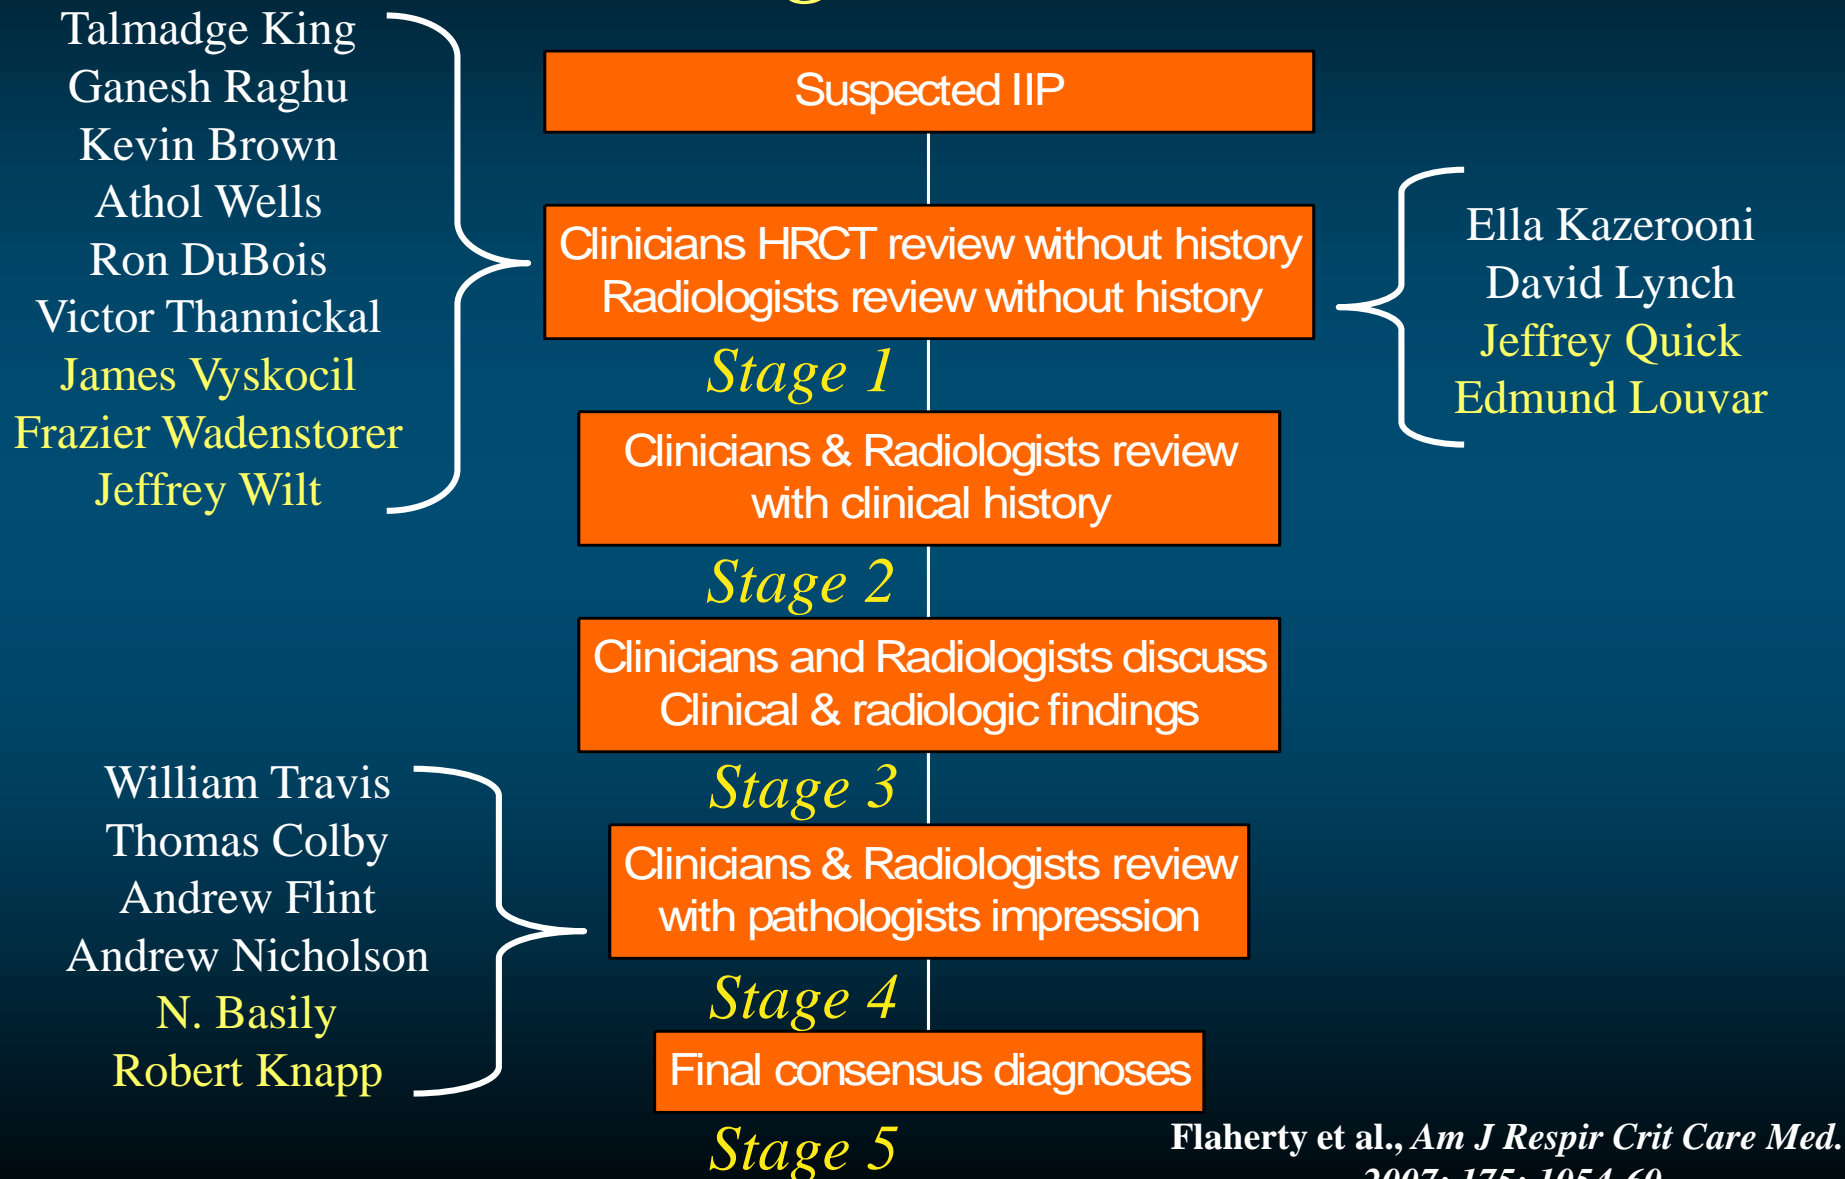 Talmadge King
Ganesh Raghu
Kevin Brown
Athol Wells
Ron DuBois
Victor Thannickal
James Vyskocil
Frazier Wadenstorer
Jeffrey Wilt
Suspected IIP
Clinicians HRCT review without history
Radiologists review without history
Ella Kazerooni
David Lynch
Jeffrey Quick
Edmund Louvar
Stage 1
Clinicians & Radiologists review
with clinical history
Stage 2
Clinicians and Radiologists discuss
Clinical & radiologic findings
Stage 3
William Travis
Thomas Colby
Andrew Flint
Andrew Nicholson
N. Basily
Robert Knapp
Clinicians & Radiologists review
with pathologists impression
Stage 4
Final consensus diagnoses
Stage 5
Flaherty et al., Am J Respir Crit Care Med.
2007; 175: 1054-60